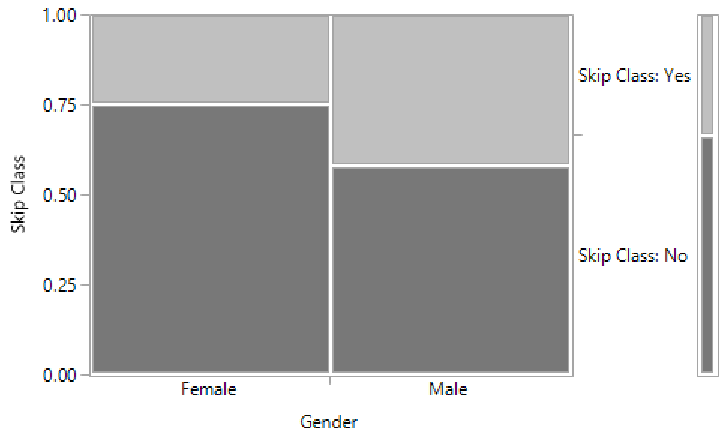 1.00
0.75
0.50
0.25
0.00
Skip Class
Skip Class: Yes
Skip Class: No
Female
Male
Gender